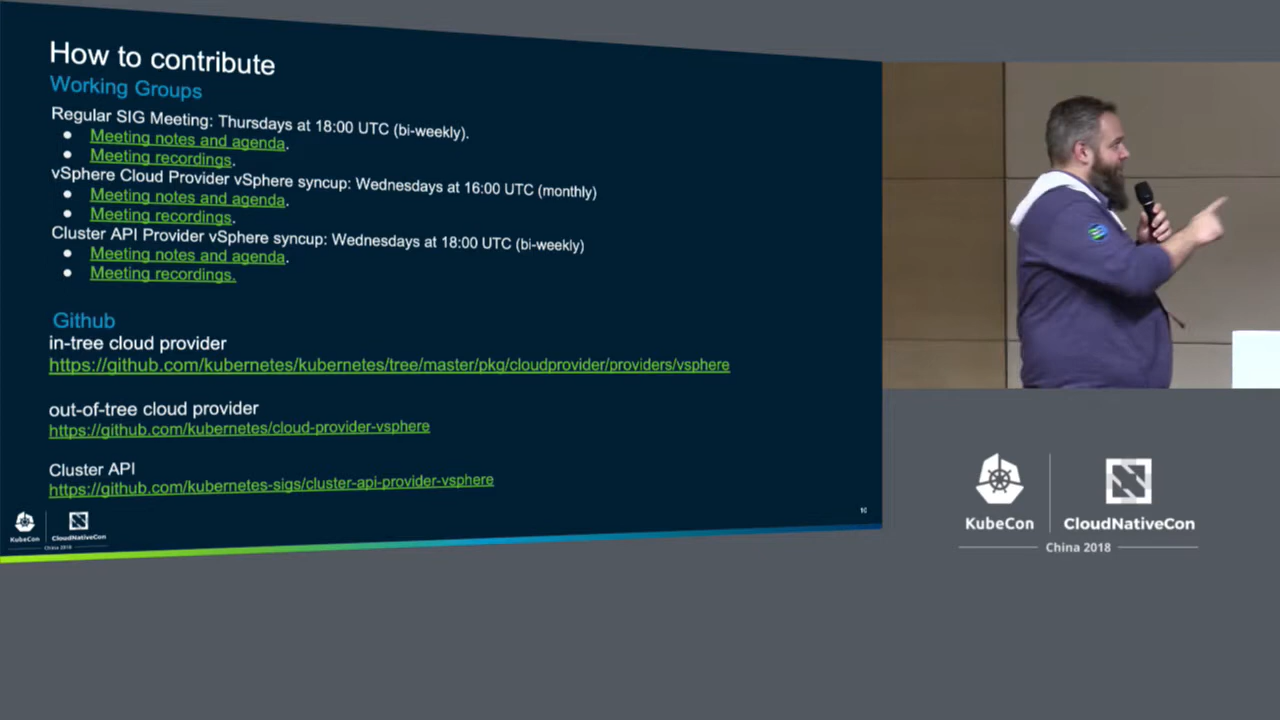 How to contribute
Working Groups
Regular SIG Meeting: Thursdays at 18:00 UTC (bi-weekly).
• Meeting notes and agenda.
• Meeting recordings.
vSphere Cloud Provider vSphere syncup: Wednesdays at 16:00 UTC (monthly)
• Meeting notes and agenda.
• Meeting recordings.
Cluster API Provider vSphere syncup: Wednesdays at 18:00 UTC (bi-weekly)
• Meeting notes and agenda.
• Meeting recordings.
Github
in-tree cloud provider
https://github.com/kubernetes/kubernetes/tree/master/pkg/cloudprovider/providers/vsphere
out-of-tree cloud provider
https://github.com/kubernetes/cloud-provider-vsphere
Cluster API
https://github.com/kubernetes-sigs/cluster-api-provider-vsphere
KubeCon CloudNativeCon
China 2018
KubeCon CloudNativeCon
China 2018